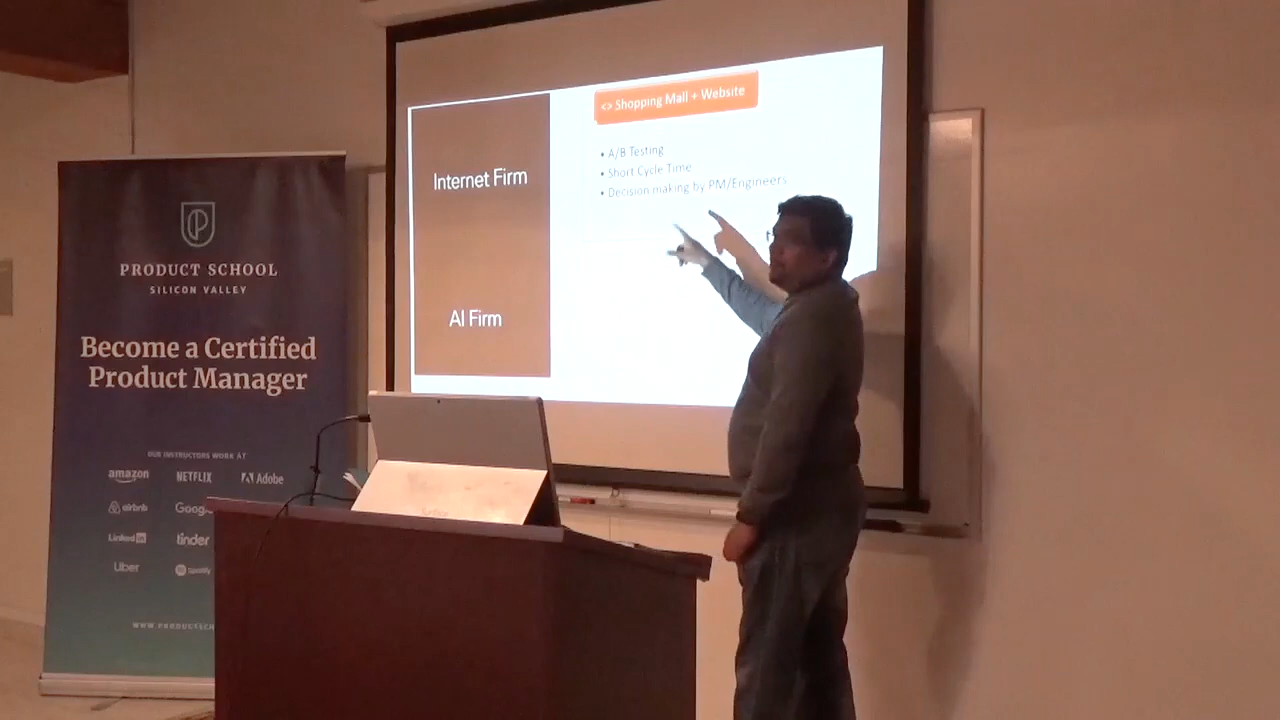 PRODUCT SCHOOL
SILICON VALLEY
Become a Certified
Product Manager
OUR INSTRUCTORS WORK AT
amazon NETFLIX Adobe
airbnb Google
LinkedIn tinder
Uber Spotify
Internet Firm
AI Firm
<> Shopping Mall + Website
• A/B Testing
• Short Cycle Time
• Decision making by PM/Engineers